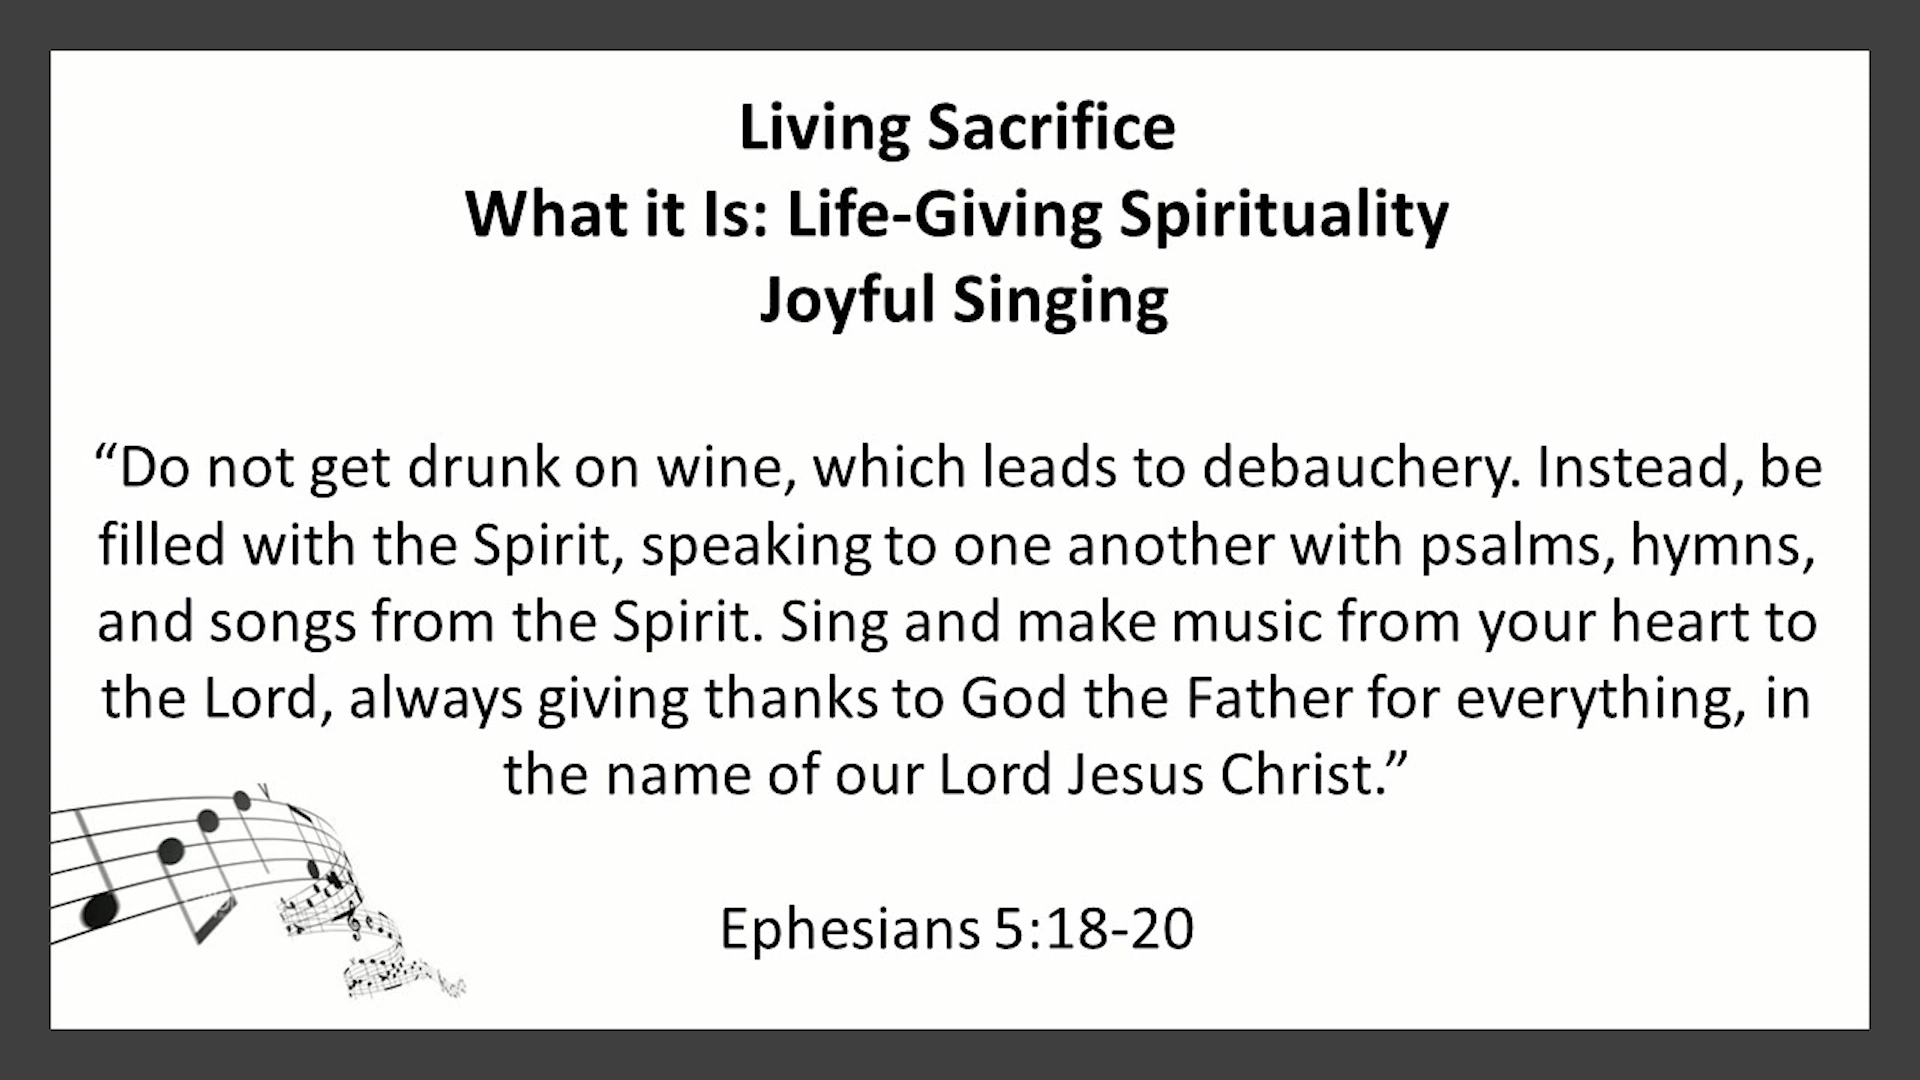 Living Sacrifice
What it Is: Life-Giving Spirituality
Joyful Singing
“Do not get drunk on wine, which leads to debauchery. Instead, be
filled with the Spirit, speaking to one another with psalms, hymns,
and songs from the Spirit. Sing and make music from your heart to
the Lord, always giving thanks to God the Father for everything, in
the name of our Lord Jesus Christ.”
Ephesians 5:18-20